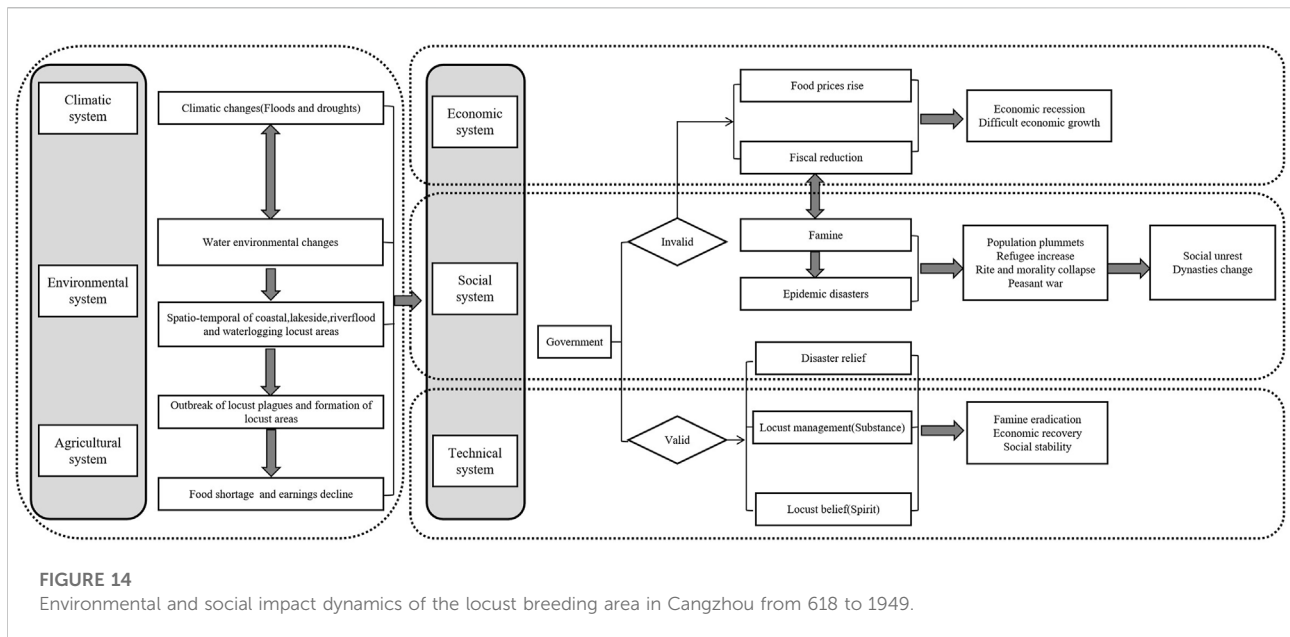 Climatic
system
Environmental
system
Agricultural
system
Climatic changes(Floods and droughts)
Water environmental changes
Spatio-temporal of coastal,lakeside,riverflood
and waterlogging locust areas
Outbreak of locust plagues and formation of
locust areas
Food shortage and earnings decline
Economic
system
Social
system
Technical
system
Government
Invalid
Valid
Food prices rise
Fiscal reduction
Economic recession
Difficult economic growth
Famine
Epidemic disasters
Population plummets
Refugee increase
Rite and morality collapse
Peasant war
Social unrest
Dynasties change
Disaster relief
Locust management(Substance)
Locust belief(Spirit)
Famine eradication
Economic recovery
Social stability
FIGURE 14
Environmental and social impact dynamics of the locust breeding area in Cangzhou from 618 to 1949.